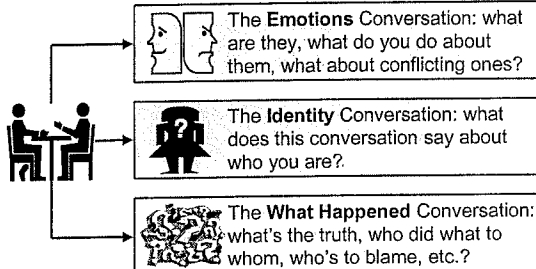 The Emotions Conversation: what
are they, what do you do about
them, what about conflicting ones?
?
The Identity Conversation: what
does this conversation say about
who you are?
The What Happened Conversation:
what's the truth, who did what to
whom, who's to blame, etc.?